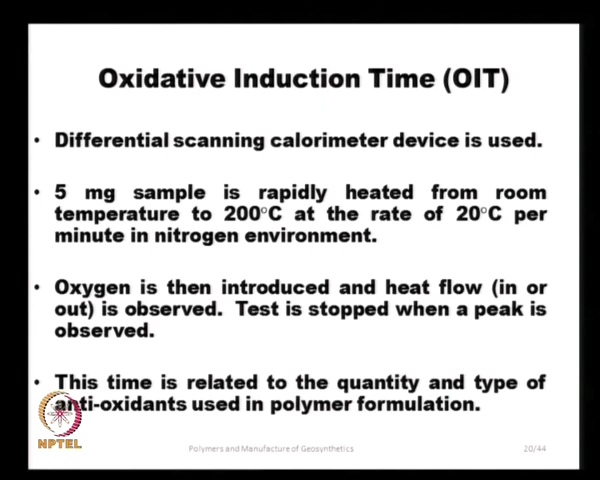 Oxidative Induction Time (OIT)
• Differential scanning calorimeter device is used.
• 5 mg sample is rapidly heated from room
temperature to 200°C at the rate of 20°C per
minute in nitrogen environment.
• Oxygen is then introduced and heat flow (in or
out) is observed. Test is stopped when a peak is
observed.
• This time is related to the quantity and type of
anti-oxidants used in polymer formulation.
NPTEL
Polymers and Manufacture of Geosynthetics
20/44